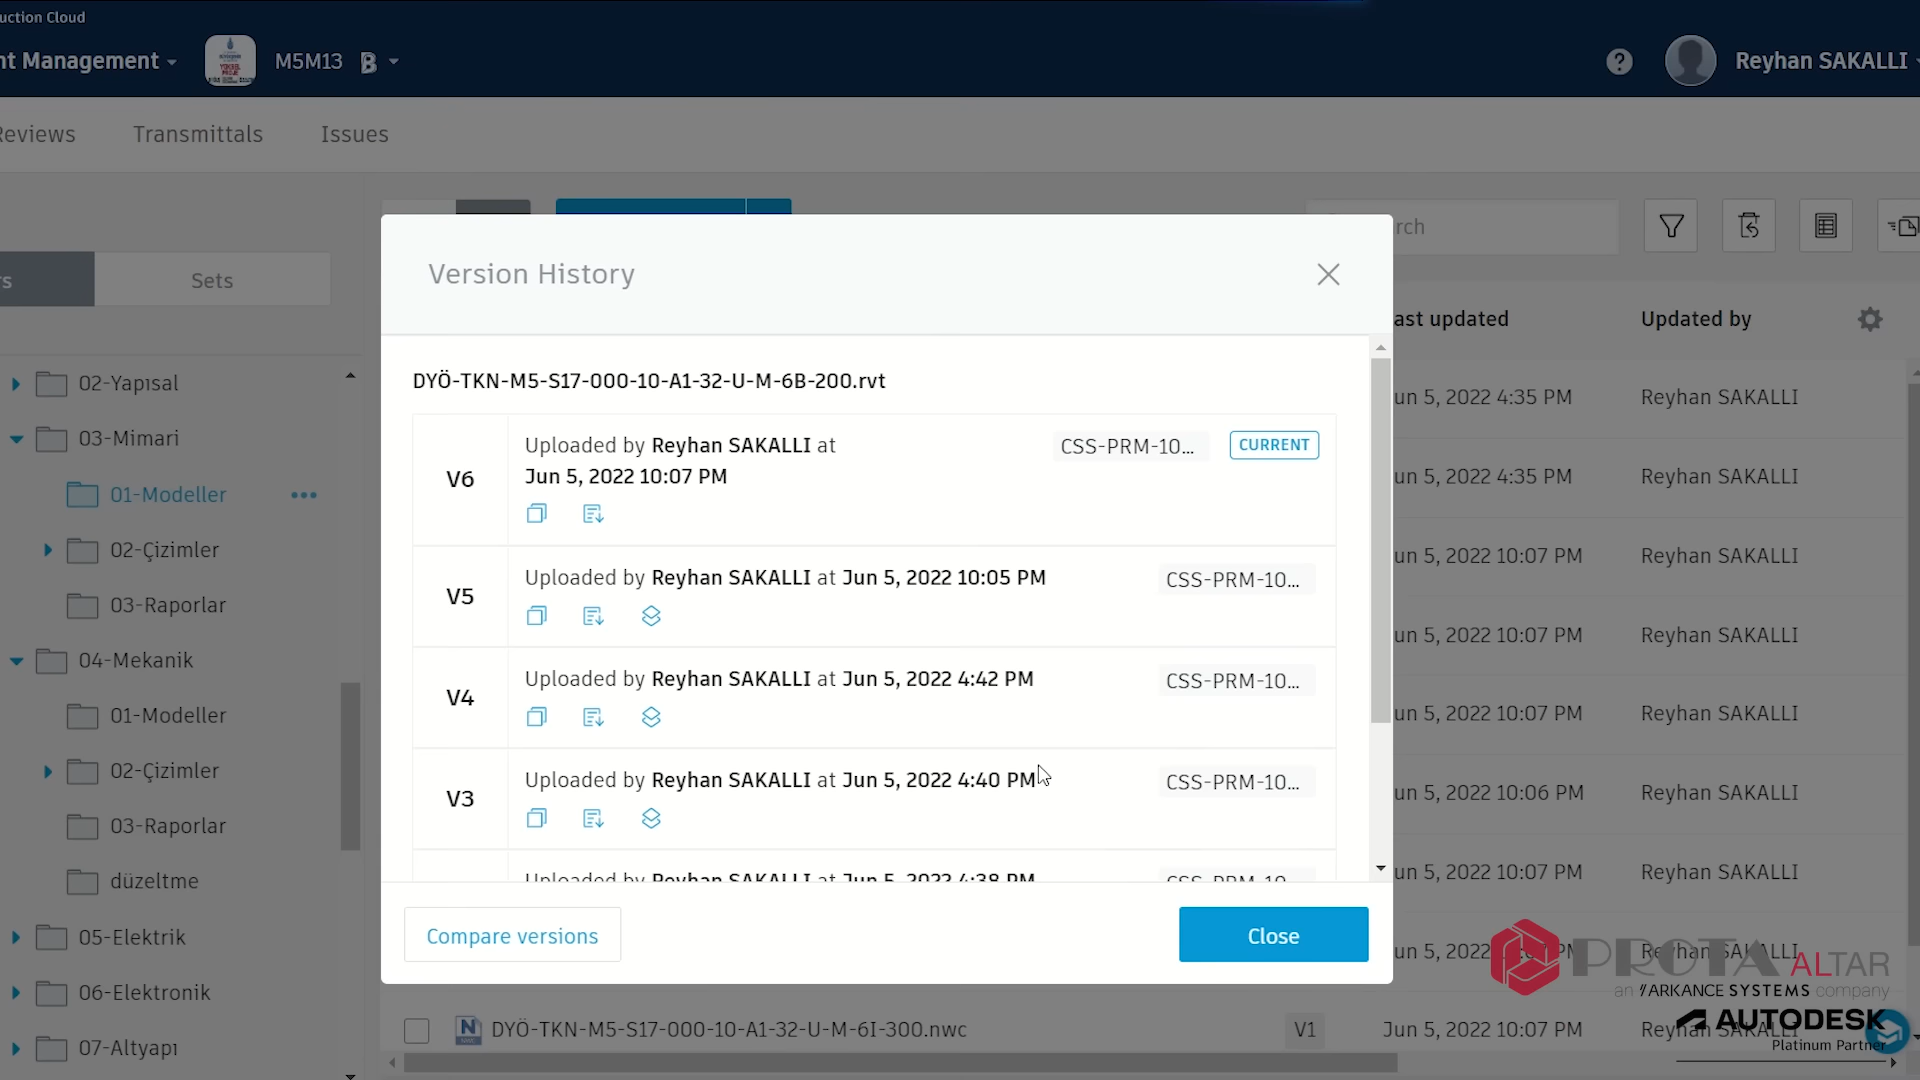 uction Cloud
nt Management
M5M13
B
Reyhan SAKALLI
Reviews
Transmittals
Issues
rch
rs
Sets
ast updated
Updated by
02-Yapısal
03-Mimari
01-Modeller
02-Çizimler
03-Raporlar
04-Mekanik
01-Modeller
02-Çizimler
03-Raporlar
düzeltme
05-Elektrik
06-Elektronik
07-Altyapı
Version History
DYÖ-TKN-M5-S17-000-10-A1-32-U-M-6B-200.rvt
V6
Uploaded by Reyhan SAKALLI at
Jun 5, 2022 10:07 PM
CSS-PRM-10...
CURRENT
V5
Uploaded by Reyhan SAKALLI at Jun 5, 2022 10:05 PM
CSS-PRM-10...
V4
Uploaded by Reyhan SAKALLI at Jun 5, 2022 4:42 PM
CSS-PRM-10...
V3
Uploaded by Reyhan SAKALLI at Jun 5, 2022 4:40 PM
CSS-PRM-10...
Uploaded by Reyhan SAKALLI at Jun 5, 2022 4:38 PM
CSS-PRM-10...
Compare versions
Close
un 5, 2022 4:35 PM
Reyhan SAKALLI
un 5, 2022 4:35 PM
Reyhan SAKALLI
un 5, 2022 10:07 PM
Reyhan SAKALLI
un 5, 2022 10:07 PM
Reyhan SAKALLI
un 5, 2022 10:07 PM
Reyhan SAKALLI
un 5, 2022 10:06 PM
Reyhan SAKALLI
un 5, 2022 10:07 PM
Reyhan SAKALLI
un 5, 2022
Reyhan SAKALLI
DYÖ-TKN-M5-S17-000-10-A1-32-U-M-6I-300.nwc
V1
Jun 5, 2022 10:07 PM
Reyhan SAKALLI
PROTA ALTAR
an ARKANCE SYSTEMS company
AUTODESK
Platinum Partner